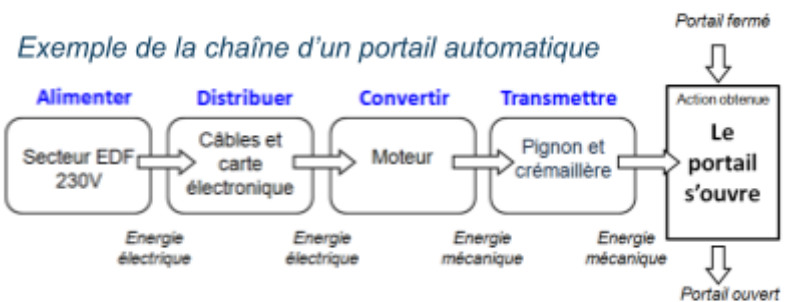 Portail fermé
Exemple de la chaîne d'un portail automatique
Alimenter
Distribuer
Convertir
Transmettre
Secteur EDF
230V
Câbles et
carte
électronique
Moteur
Pignon et
crémaillère
Action obtenue
Le
portail
s'ouvre
Energie
électrique
Energie
électrique
Energie
mécanique
Energie
mécanique
Portail ouvert